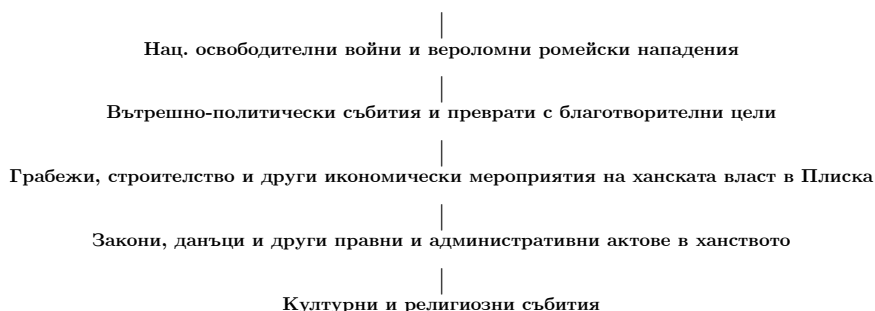 Нац. освободителни войни и вероломни ромейски нападения
Вътрешно-политически събития и преврати с благотворителни цели
Грабежи, строителство и други икономически мероприятия на ханската власт в Плиска
Закони, данъци и други правни и административни актове в ханството
Културни и религиозни събития